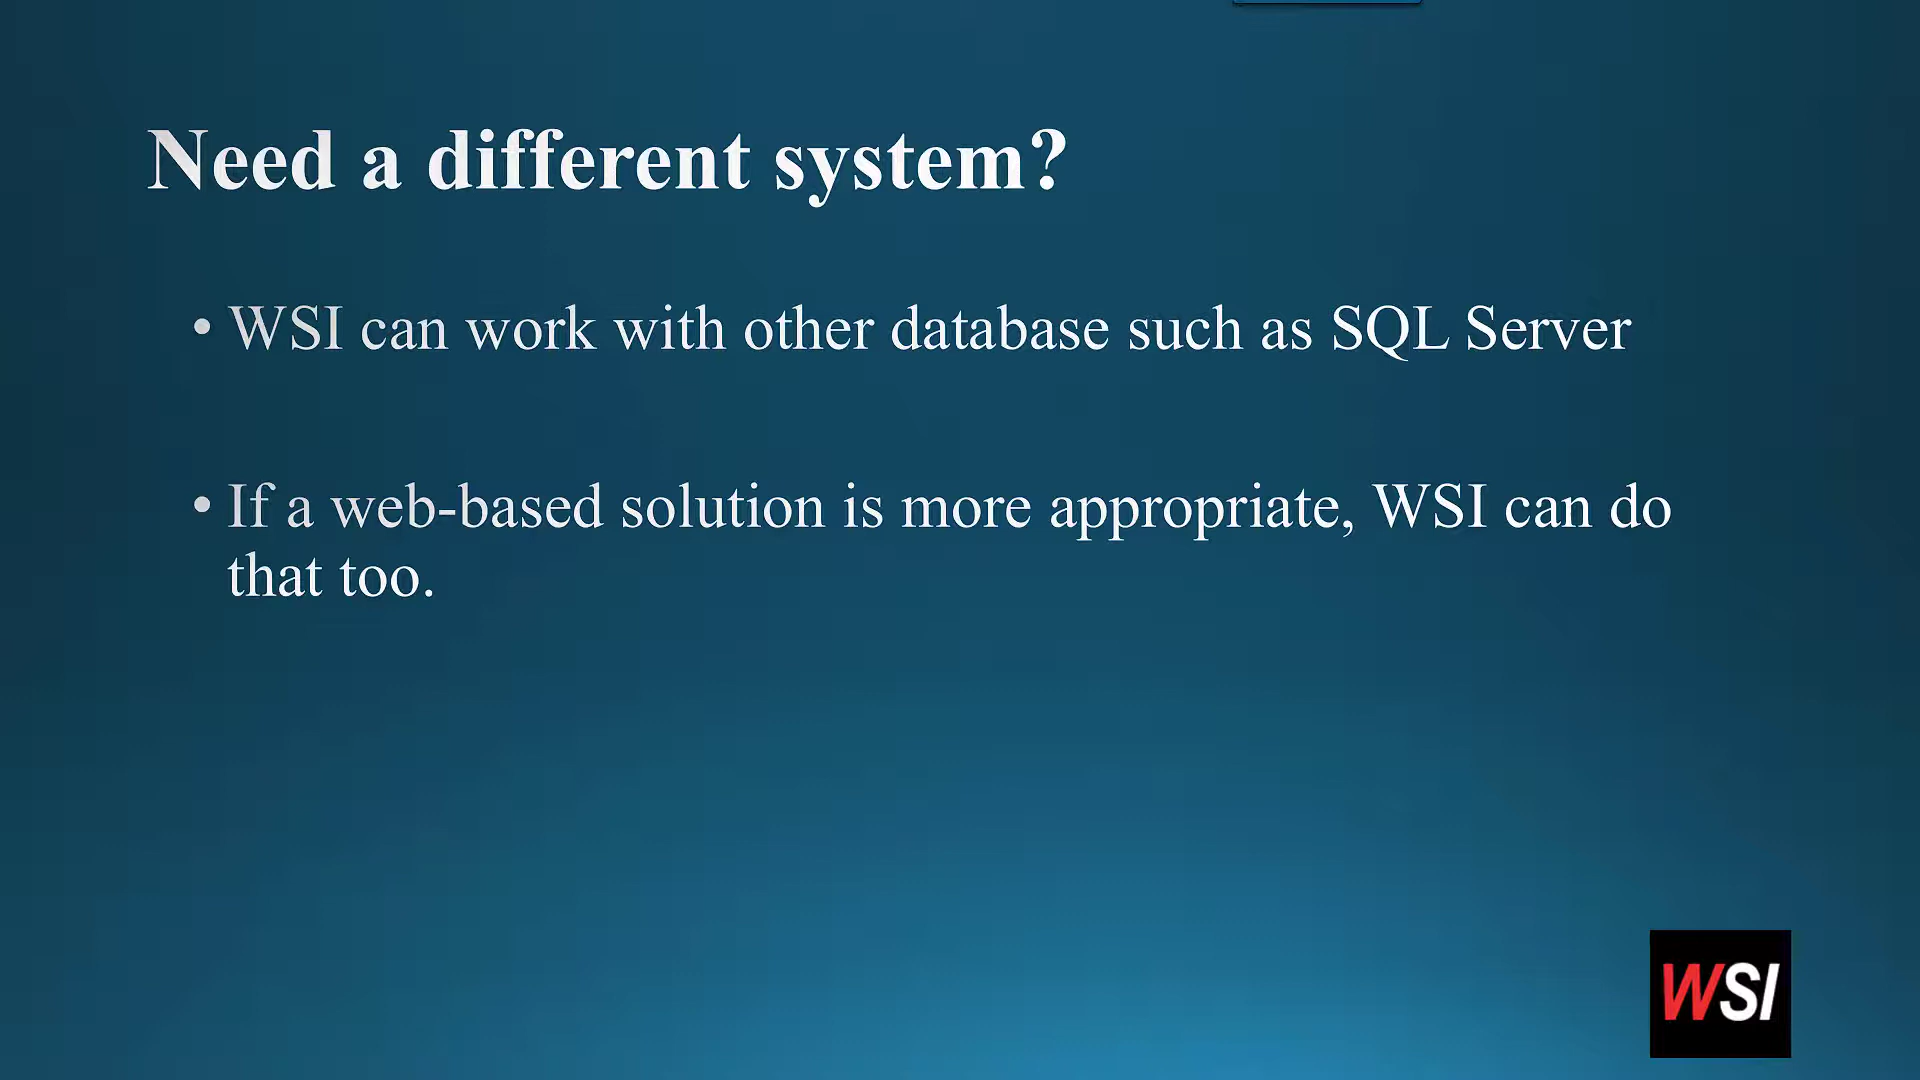 Need a different system?
• WSI can work with other database such as SQL Server
• If a web-based solution is more appropriate, WSI can do
that too.
WSI